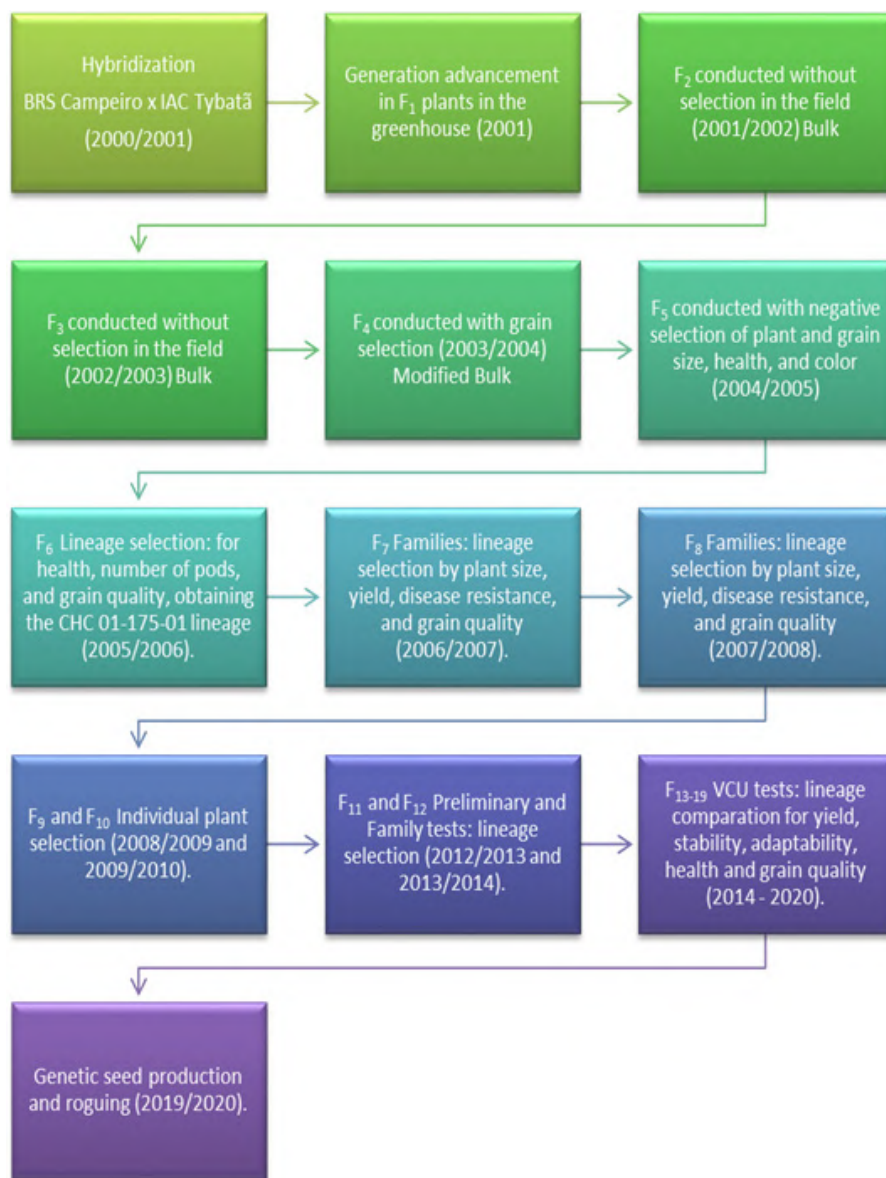 Hybridization
BRS Campeiro x IAC Tybatã
(2000/2001)
Generation advancement
in F₁ plants in the
greenhouse (2001)
F₂ conducted without
selection in the field
(2001/2002) Bulk
F₃ conducted without
selection in the field
(2002/2003) Bulk
F₄ conducted with grain
selection (2003/2004)
Modified Bulk
F₅ conducted with negative
selection of plant and grain
size, health, and color
(2004/2005)
F₆ Lineage selection: for
health, number of pods,
and grain quality, obtaining
the CHC 01-175-01 lineage
(2005/2006).
F₇ Families: lineage
selection by plant size,
yield, disease resistance,
and grain quality
(2006/2007).
F₈ Families: lineage
selection by plant size,
yield, disease resistance,
and grain quality
(2007/2008).
F₉ and F₁₀ Individual plant
selection (2008/2009 and
2009/2010).
F₁₁ and F₁₂ Preliminary and
Family tests: lineage
selection (2012/2013 and
2013/2014).
F₁₃₋₁₉ VCU tests: lineage
comparation for yield,
stability, adaptability,
health and grain quality
(2014 - 2020).
Genetic seed production
and roguing (2019/2020).